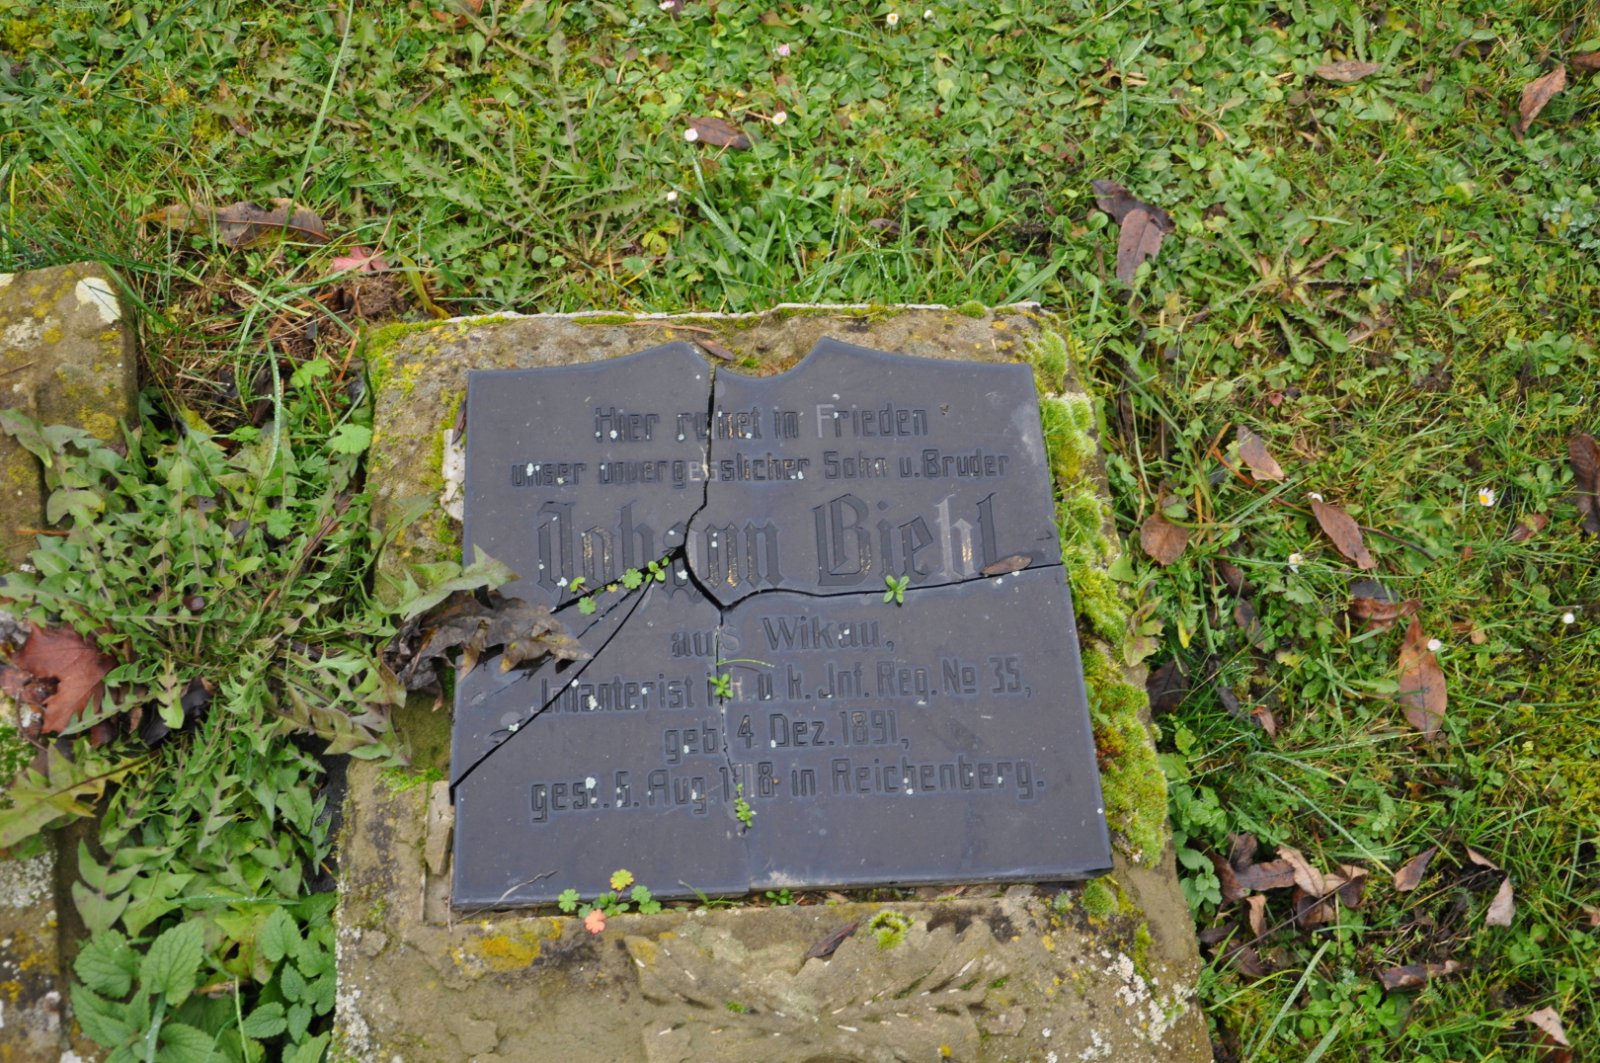 Hier ruhet in Frieden
unser unvergesslicher Sohn u. Bruder
Johann Biehl
aus Wikau,
Infanterist k. u. k. Inf. Reg. No 35,
geb. 4 Dez. 1891,
gest. 5. Aug 1918 in Reichenberg.